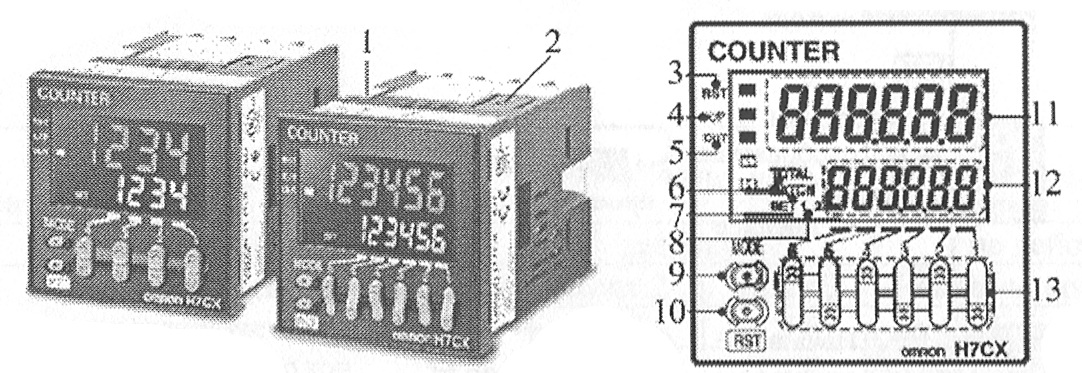 1
2
COUNTER
1234
1234
MODE
omron H7CX
COUNTER
123456
123456
MODE
omron H7CX
COUNTER
3
RST
4
5
OUT
6
TOTAL
7
8
9
10
MODE
RST
888888
11
888888
12
13
omron H7CX